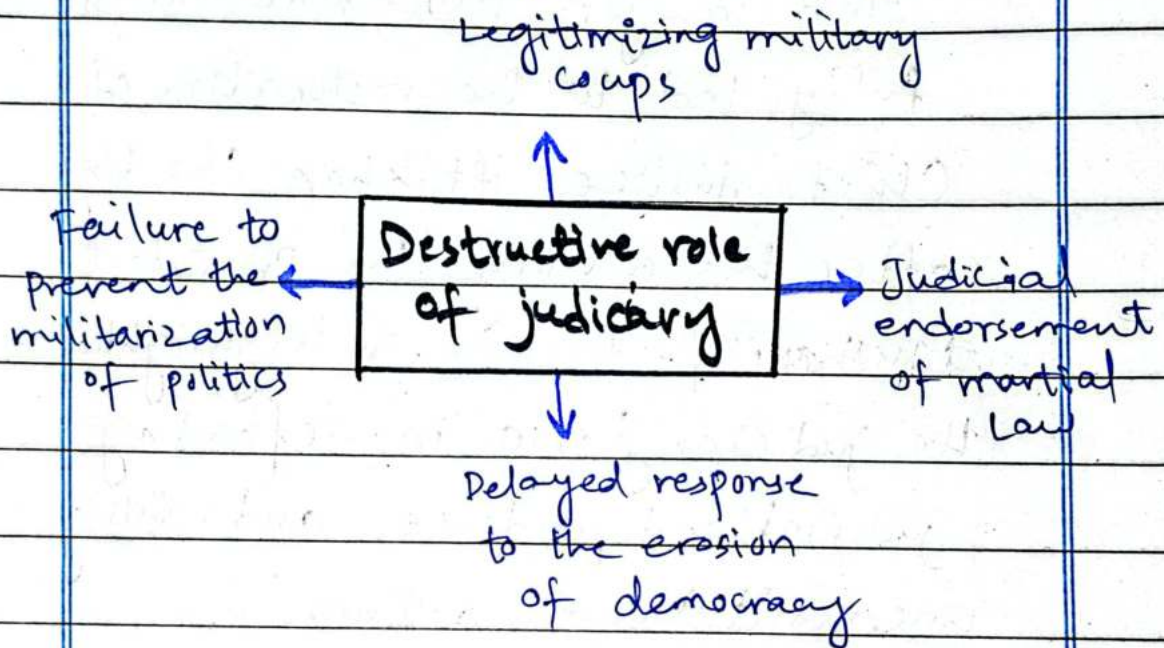 Legitimizing military
coups
Failure to
prevent the
militarization
of politics
Destructive role
of judiciary
Judicial
endorsement
of martial
Law
Delayed response
to the erosion
of democracy